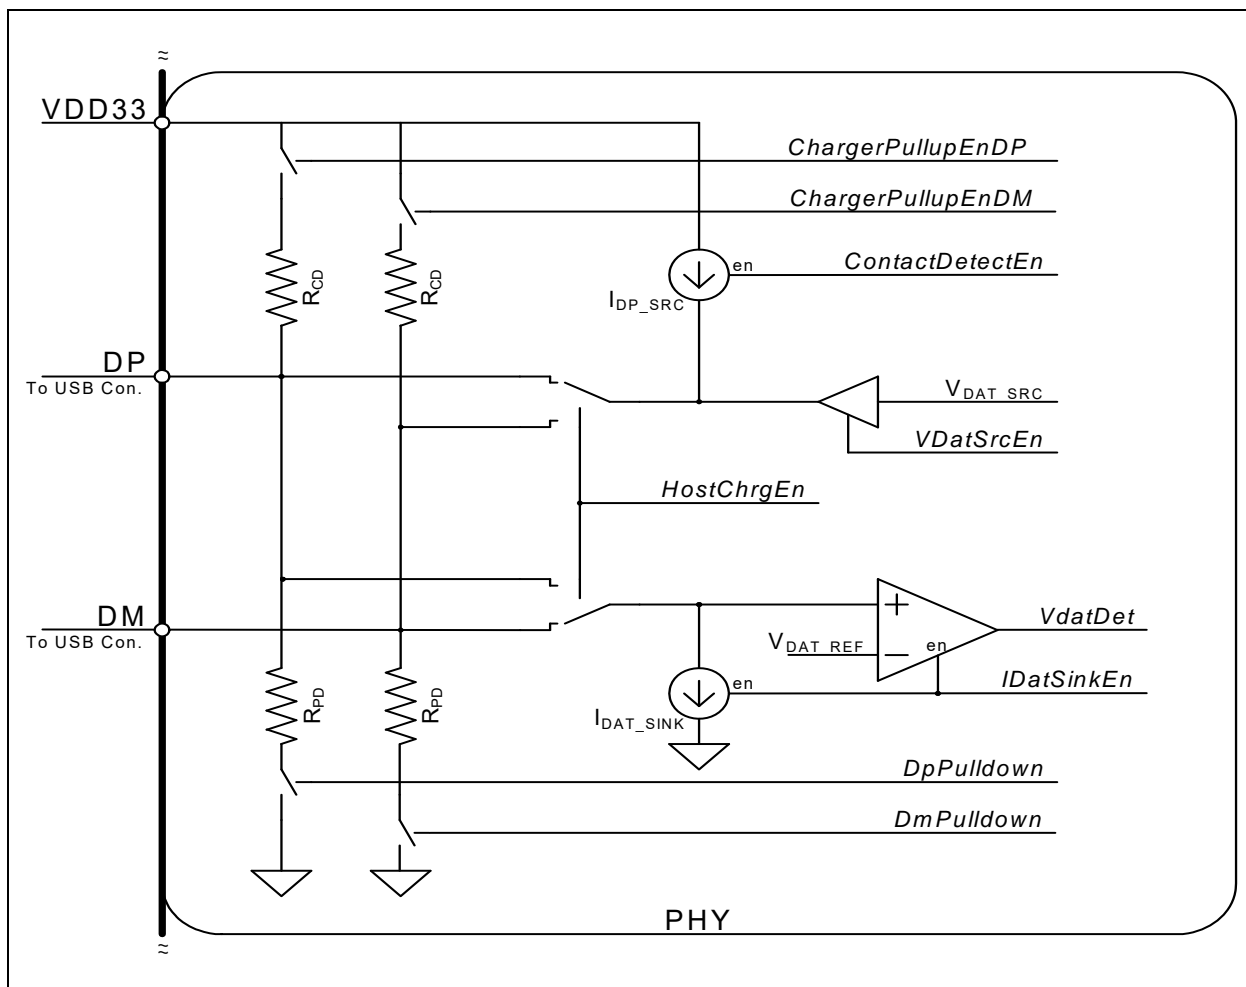 ≈
VDD33
ChargerPullupEnDP
ChargerPullupEnDM
en
ContactDetectEn
RCD
RCD
IDP_SRC
DP
To USB Con.
VDAT_SRC
VDatSrcEn
HostChrgEn
DM
To USB Con.
+
VdatDet
VDAT_REF
—
en
IDatSinkEn
en
RPD
RPD
IDAT_SINK
DpPulldown
DmPulldown
PHY
≈